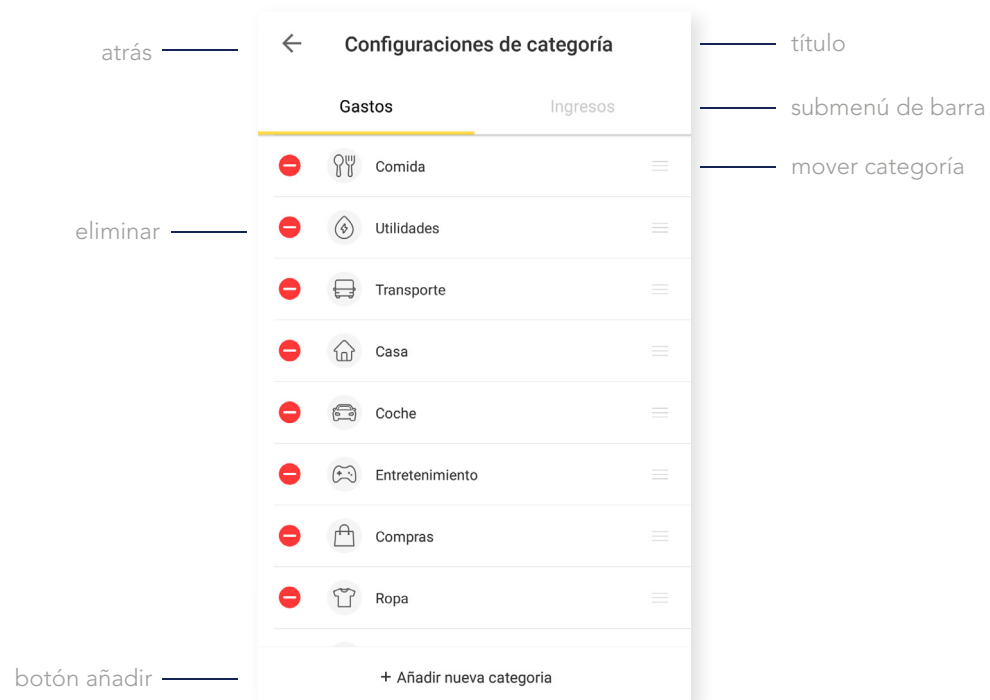 Configuraciones de categoría
título
atrás
Gastos
Ingresos
submenú de barra
Comida
mover categoría
Utilidades
eliminar
Transporte
Casa
Coche
Entretenimiento
Compras
Ropa
botón añadir
+ Añadir nueva categoria